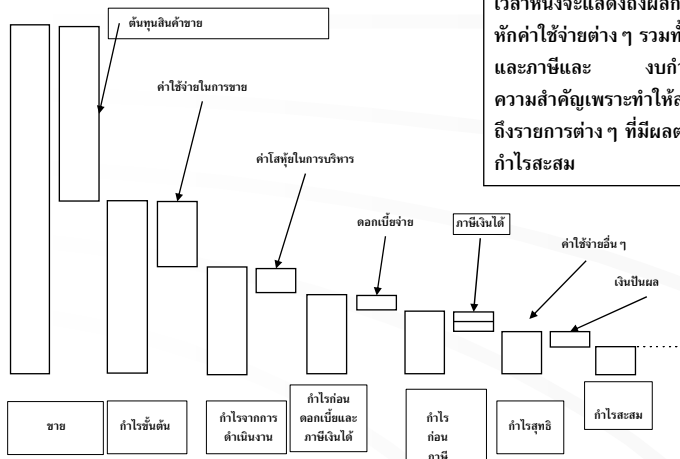 หักค่าใช้จ่ายต่าง ๆ
และภาษีและ
ความสำคัญเพราะทำให้
ถึงรายการต่าง ๆ ที่มีผล
กำไรสะสม
ต้นทุนสินค้าขาย
ค่าใช้จ่ายในการขาย
ค่าโสหุ้ยในการบริหาร
ดอกเบี้ยจ่าย
ภาษีเงินได้
ค่าใช้จ่ายอื่น ๆ
เงินปันผล
ขาย
กำไรขั้นต้น
กำไรจากการ
ดำเนินงาน
กำไรก่อน
ดอกเบี้ยและ
ภาษีเงินได้
กำไร
ก่อน
ภาษี
กำไรสุทธิ
กำไรสะสม